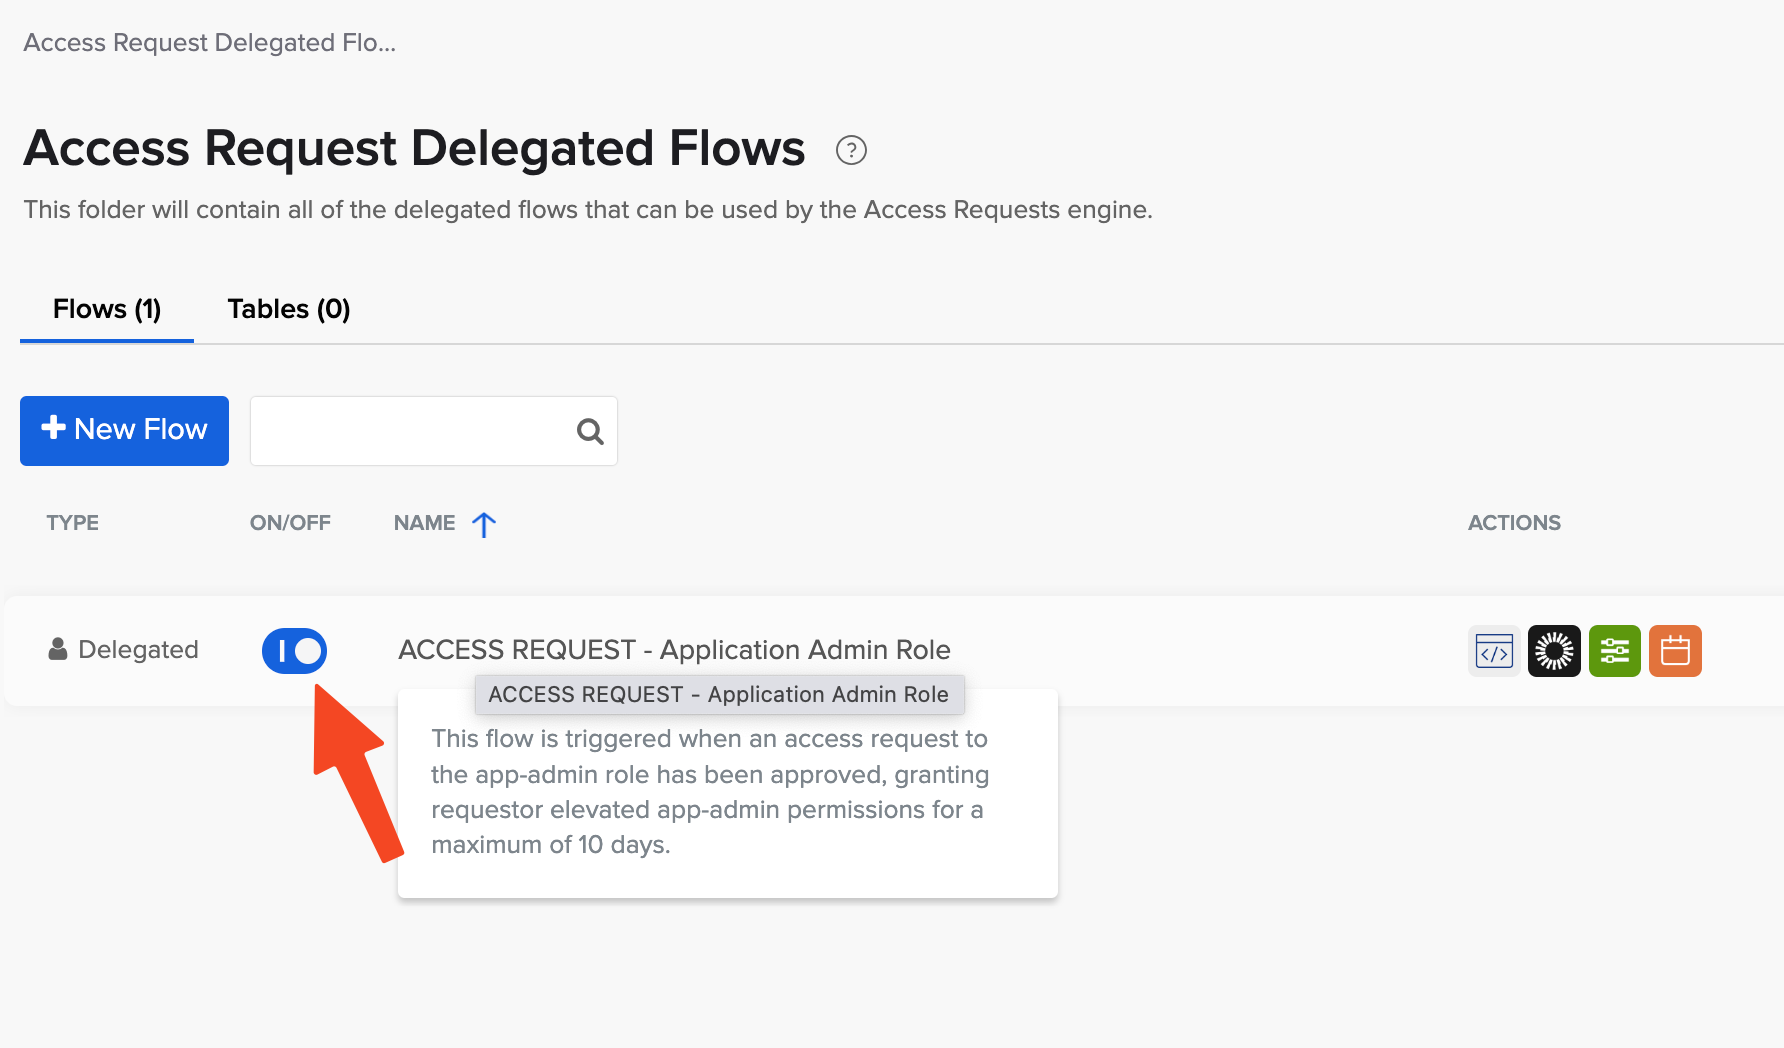 Access Request Delegated Flo...
Access Request Delegated Flows ?
This folder will contain all of the delegated flows that can be used by the Access Requests engine.
Flows (1) Tables (0)
+ New Flow
TYPE ON/OFF NAME ACTIONS
Delegated ACCESS REQUEST - Application Admin Role </>
ACCESS REQUEST - Application Admin Role
This flow is triggered when an access request to
the app-admin role has been approved, granting
requestor elevated app-admin permissions for a
maximum of 10 days.